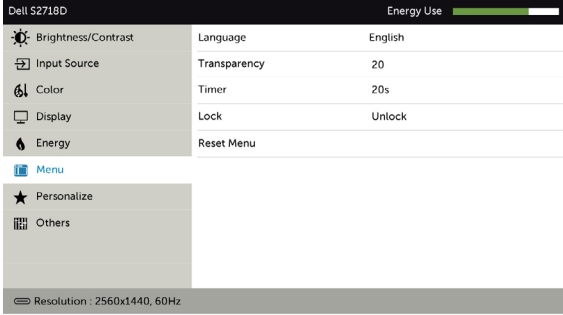 Dell S2718D Energy Use
Brightness/Contrast
Language English
Input Source
Transparency 20
Color
Timer 20s
Display
Lock Unlock
Energy
Reset Menu
Menu
Personalize
Others
Resolution : 2560x1440, 60Hz